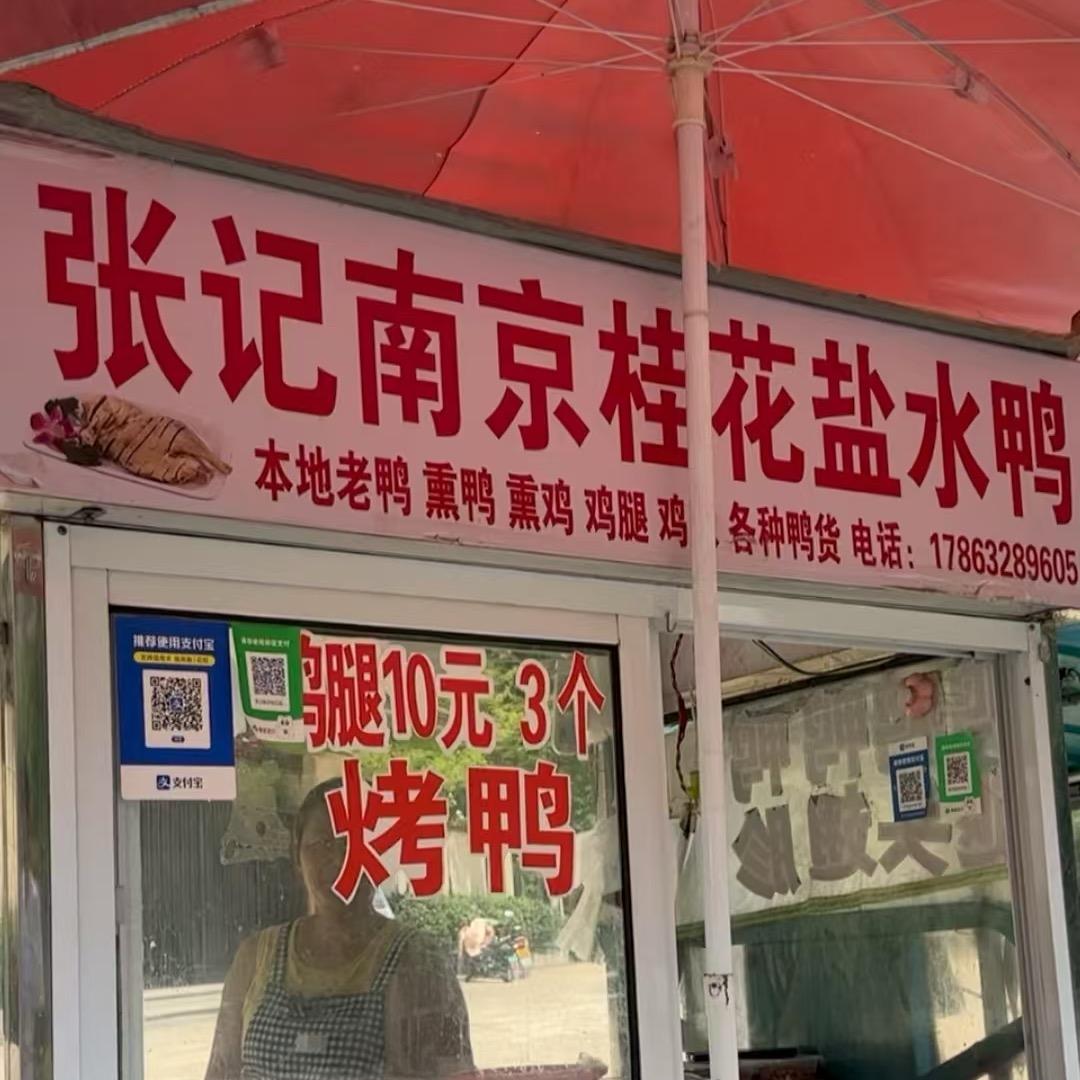 张记南京桂花盐水鸭
本地老鸭 熏鸭 熏鸡 鸡腿 鸡 各种鸭货 电话：17863289605
推荐使用支付宝
支付宝
鸡腿10元 3个
烤鸭